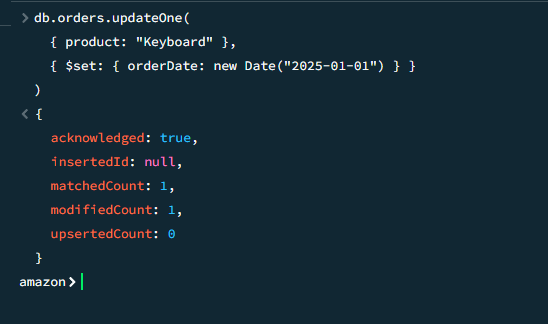 > db.orders.updateOne(
{ product: "Keyboard" },
{ $set: { orderDate: new Date("2025-01-01") } }
)
< {
acknowledged: true,
insertedId: null,
matchedCount: 1,
modifiedCount: 1,
upsertedCount: 0
}
amazon>